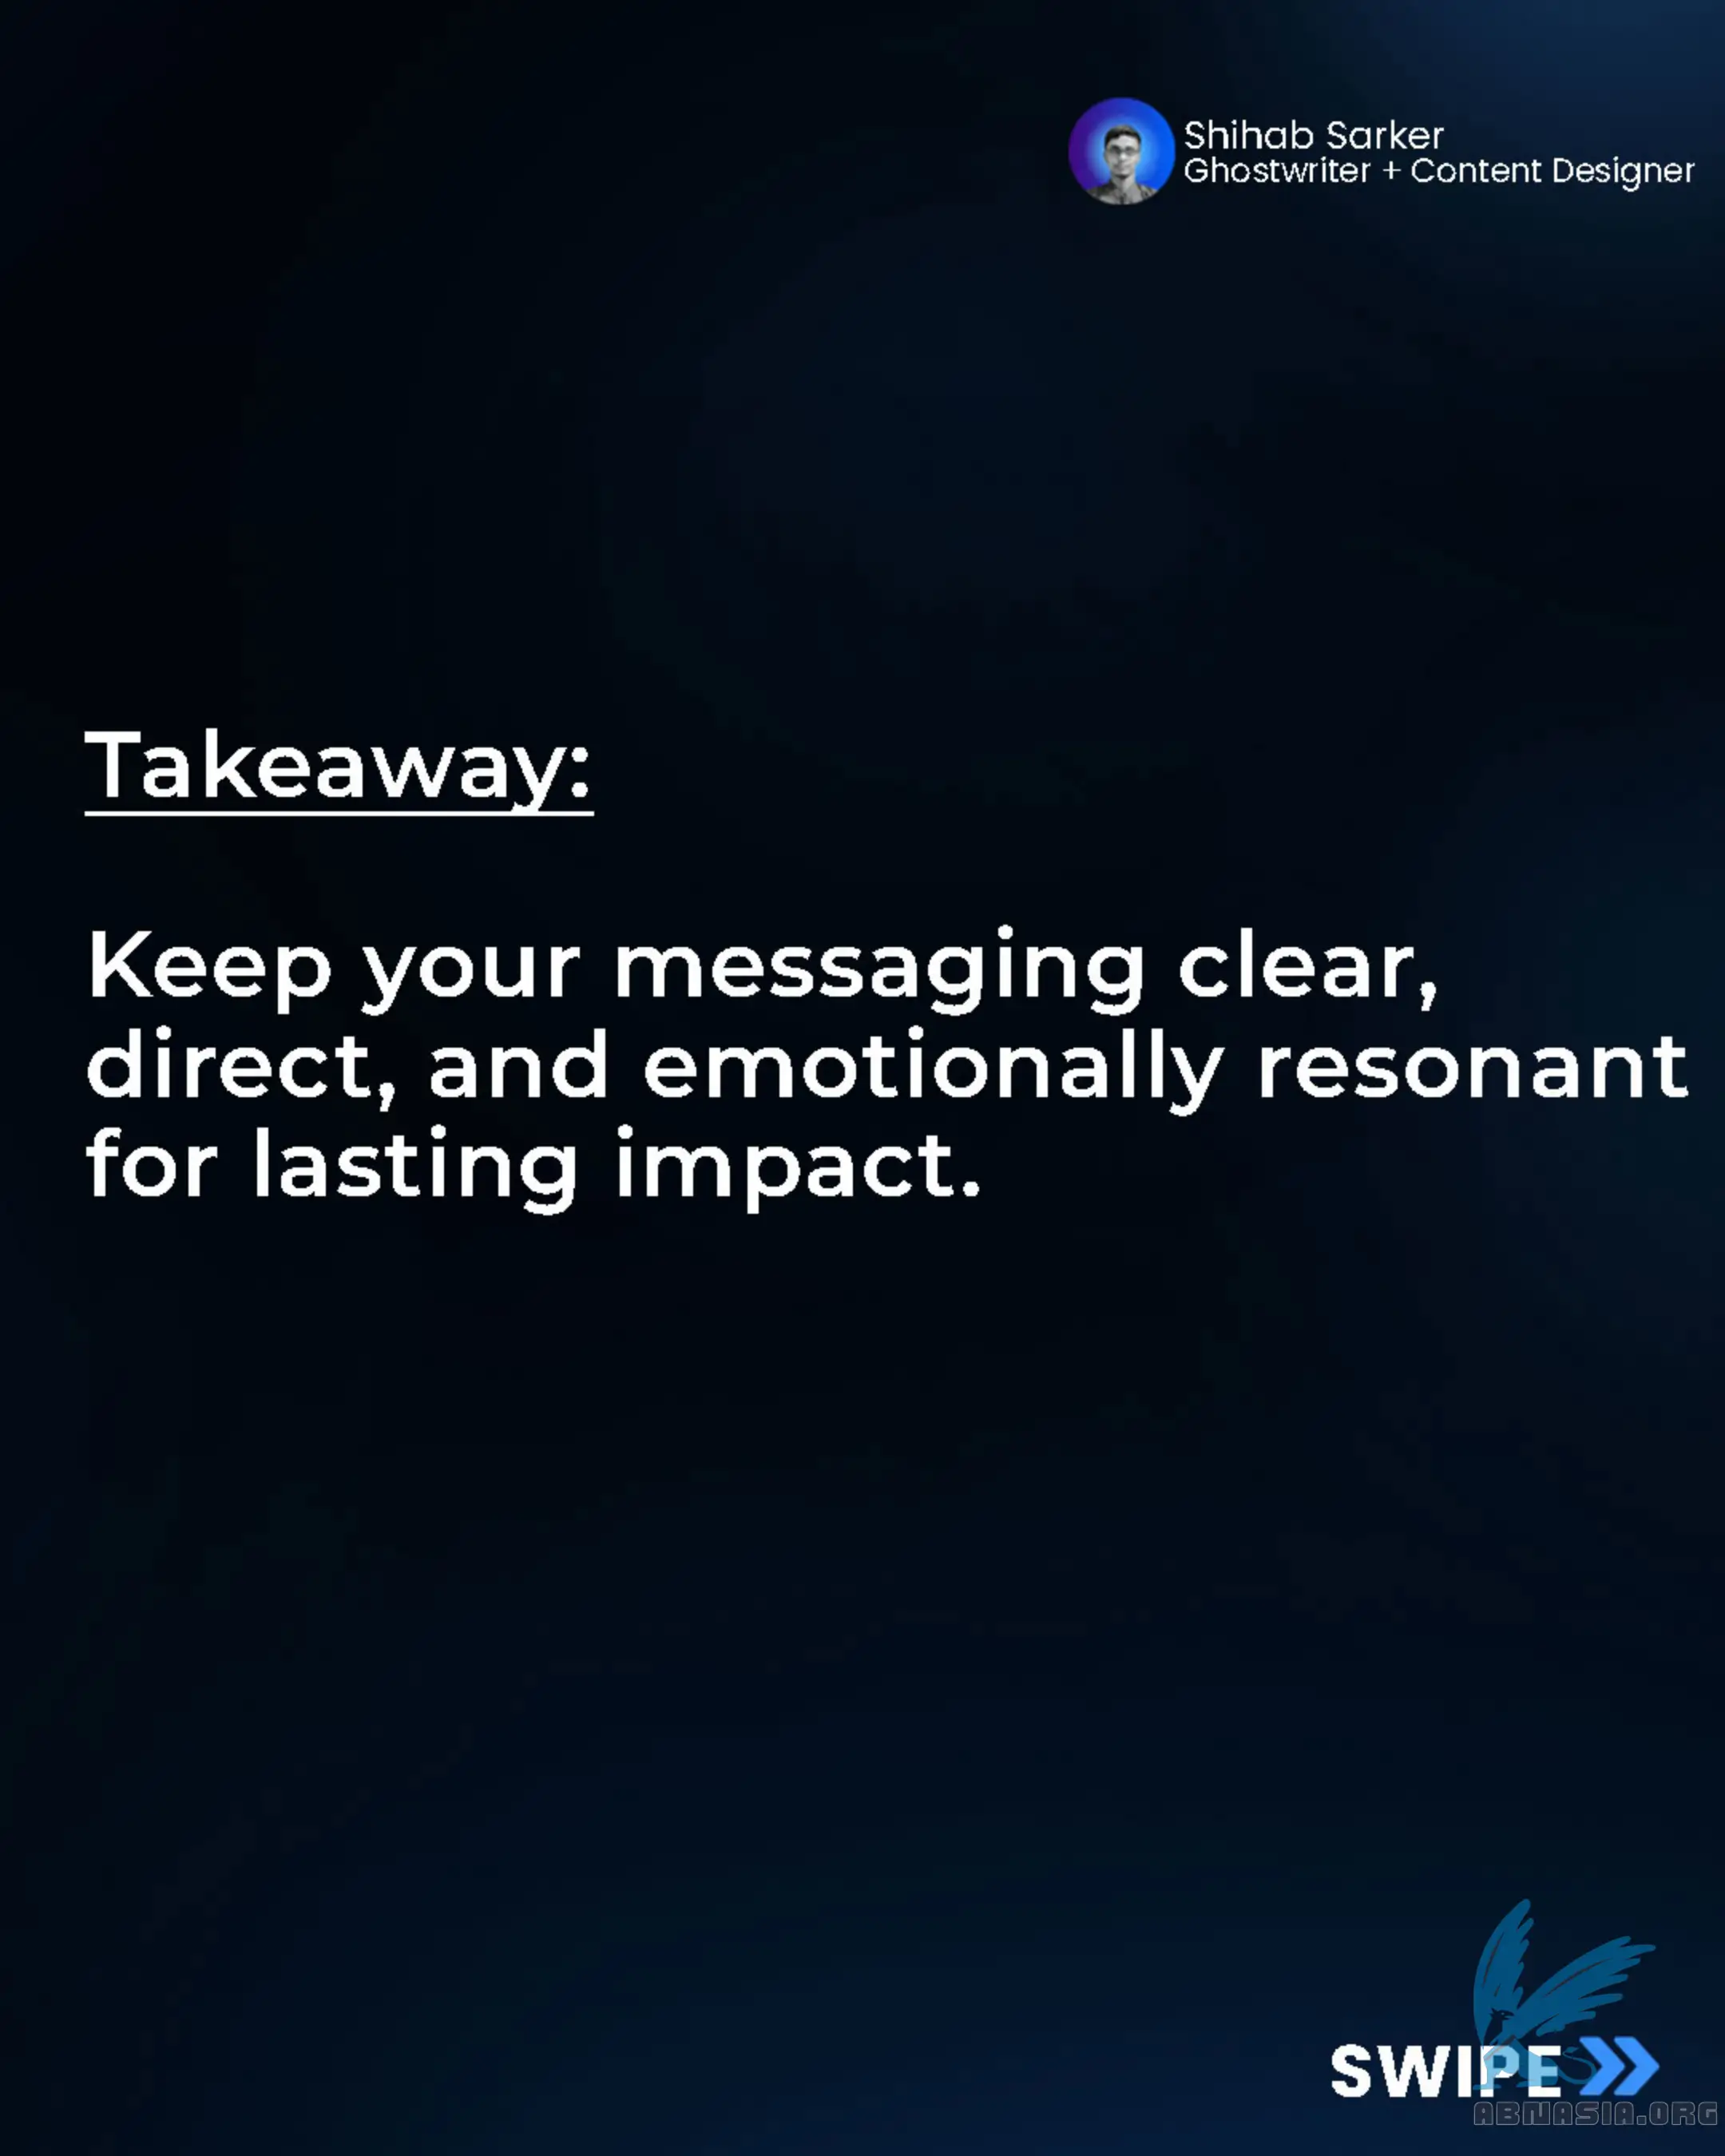 Shihab Sarker
Ghostwriter + Content Designer
Takeaway:
Keep your messaging clear,
direct, and emotionally resonant
for lasting impact.
SWIPE
ABNASIA.ORG